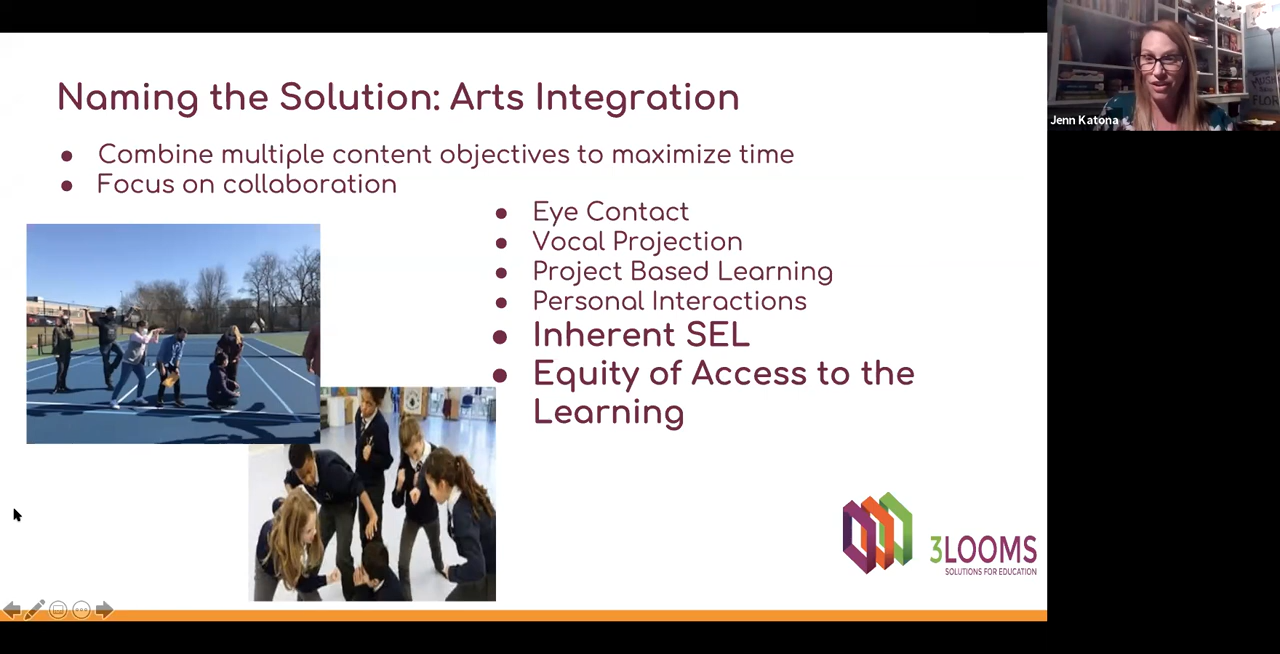 Naming the Solution: Arts Integration
● Combine multiple content objectives to maximize time
● Focus on collaboration
● Eye Contact
● Vocal Projection
● Project Based Learning
● Personal Interactions
● Inherent SEL
● Equity of Access to the
Learning
3LOOMS
SOLUTIONS FOR EDUCATION
Jenn Katona